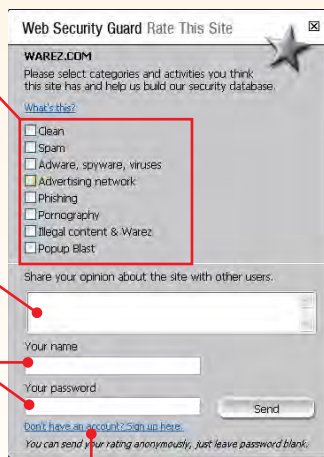 Web Security Guard Rate This Site
WAREZ.COM
Please select categories and activities you think
this site has and help us build our security database.
What's this?
Clean
Spam
Adware, spyware, viruses
Advertising network
Phishing
Pornography
Illegal content & Warez
Popup Blast
Share your opinion about the site with other users.
Your name
Your password
Send
Don't have an account? Sign up here.
You can send your rating anonymously, just leave password blank.